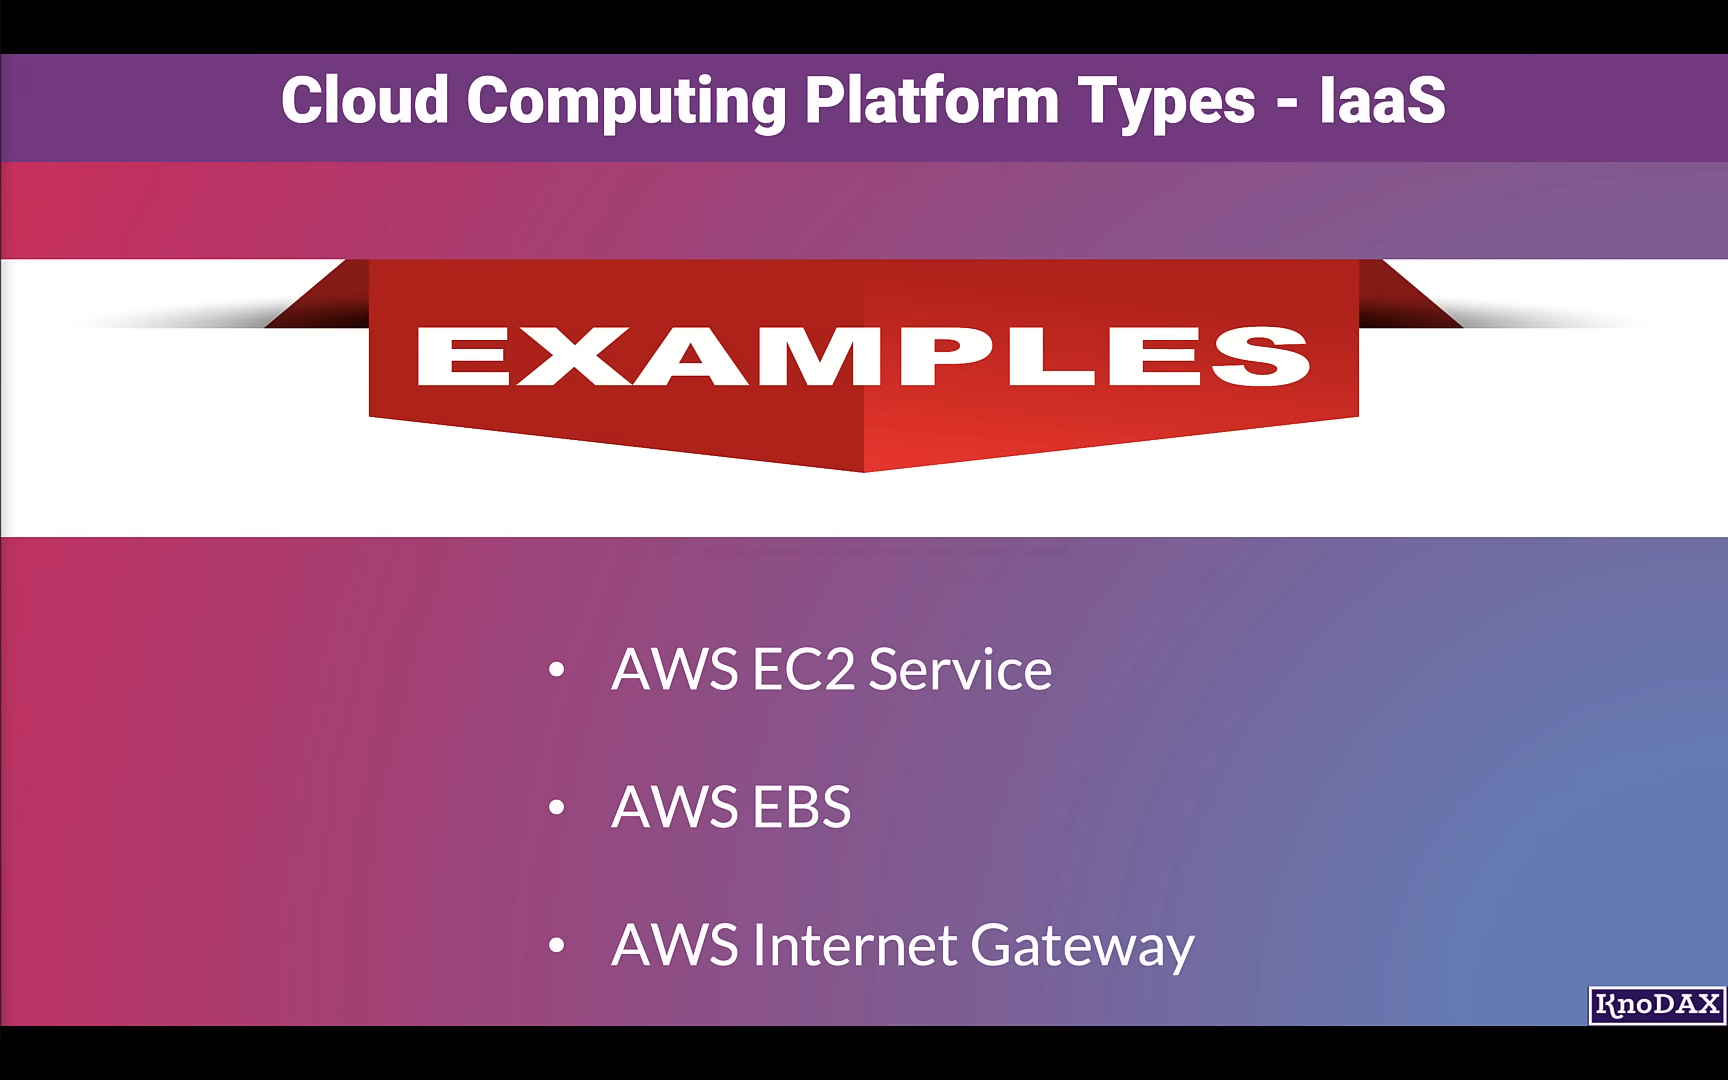 Cloud Computing Platform Types - IaaS
EXAMPLES
• AWS EC2 Service
• AWS EBS
• AWS Internet Gateway
KnoDAX